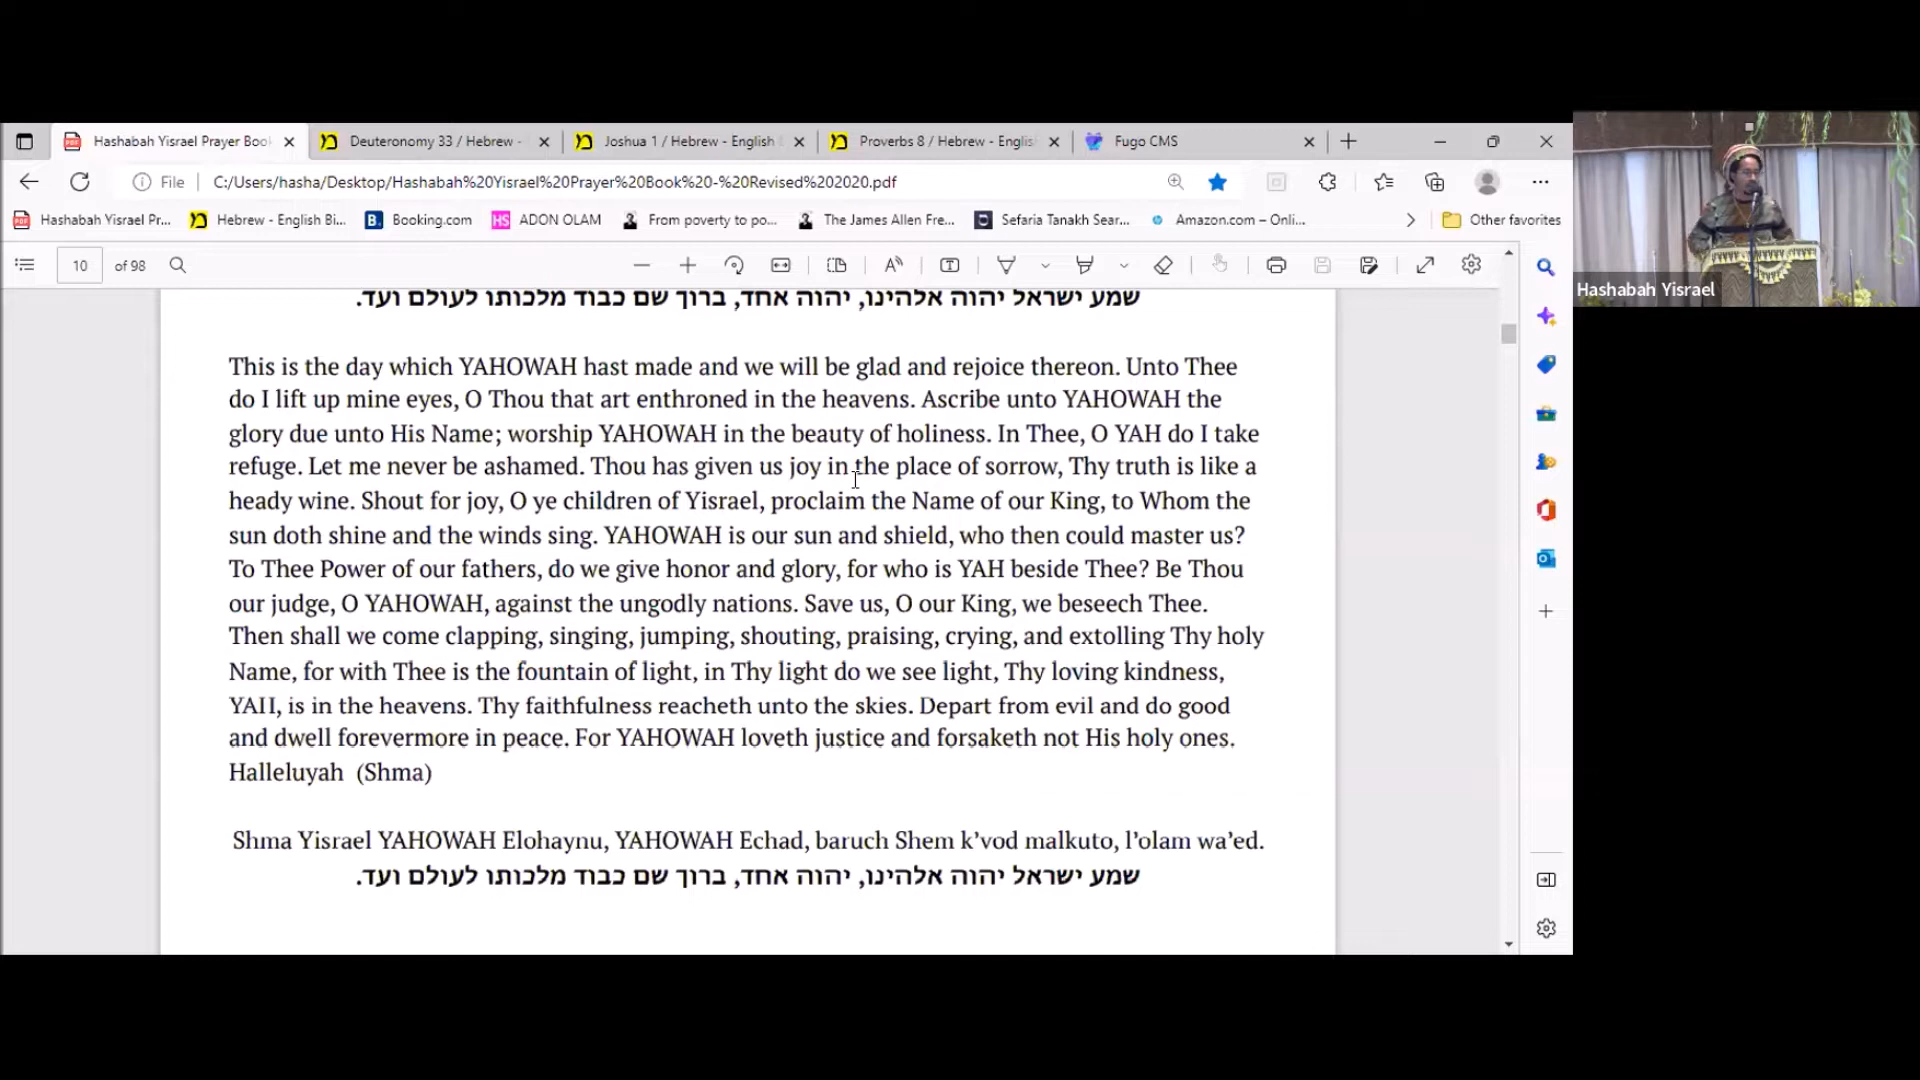 Hashabah Yisrael Prayer Book
Deuteronomy 33 / Hebrew -
Joshua 1 / Hebrew - English
Proverbs 8 / Hebrew - Englis
Fugo CMS
File
C:/Users/hasha/Desktop/Hashabah%20Yisrael%20Prayer%20Book%20-%20Revised%202020.pdf
Hashabah Yisrael Pr...
Hebrew - English Bi...
B.
Booking.com
HS
ADON OLAM
From poverty to po...
The James Allen Fre...
Sefaria Tanakh Sear...
Amazon.com – Onli...
Other favorites
10
of 98
שמע ישראל יהוה אלהינו, יהוה אחד, ברוך שם כבוד מלכותו לעולם ועד.
This is the day which YAHOWAH hast made and we will be glad and rejoice thereon. Unto Thee
do I lift up mine eyes, O Thou that art enthroned in the heavens. Ascribe unto YAHOWAH the
glory due unto His Name; worship YAHOWAH in the beauty of holiness. In Thee, O YAH do I take
refuge. Let me never be ashamed. Thou has given us joy in the place of sorrow, Thy truth is like a
heady wine. Shout for joy, O ye children of Yisrael, proclaim the Name of our King, to Whom the
sun doth shine and the winds sing. YAHOWAH is our sun and shield, who then could master us?
To Thee Power of our fathers, do we give honor and glory, for who is YAH beside Thee? Be Thou
our judge, O YAHOWAH, against the ungodly nations. Save us, O our King, we beseech Thee.
Then shall we come clapping, singing, jumping, shouting, praising, crying, and extolling Thy holy
Name, for with Thee is the fountain of light, in Thy light do we see light, Thy loving kindness,
YAH, is in the heavens. Thy faithfulness reacheth unto the skies. Depart from evil and do good
and dwell forevermore in peace. For YAHOWAH loveth justice and forsaketh not His holy ones.
Halleluyah (Shma)
Shma Yisrael YAHOWAH Elohaynu, YAHOWAH Echad, baruch Shem k’vod malkuto, l’olam wa’ed.
שמע ישראל יהוה אלהינו, יהוה אחד, ברוך שם כבוד מלכותו לעולם ועד.
Hashabah Yisrael